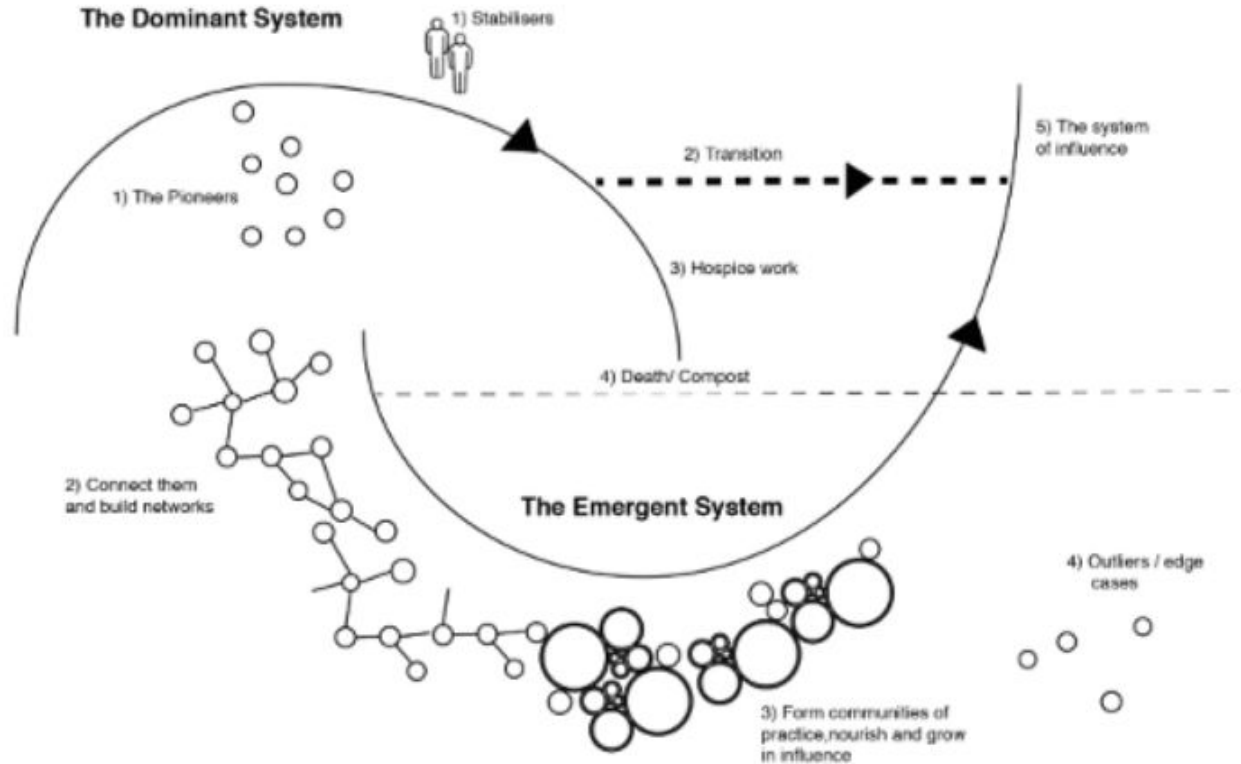 The Dominant System
1) Stabilisers
1) The Pioneers
2) Transition
5) The system
of influence
3) Hospice work
4) Death/ Compost
2) Connect them
and build networks
The Emergent System
4) Outliers / edge
cases
3) Form communities of
practice,nourish and grow
in influence